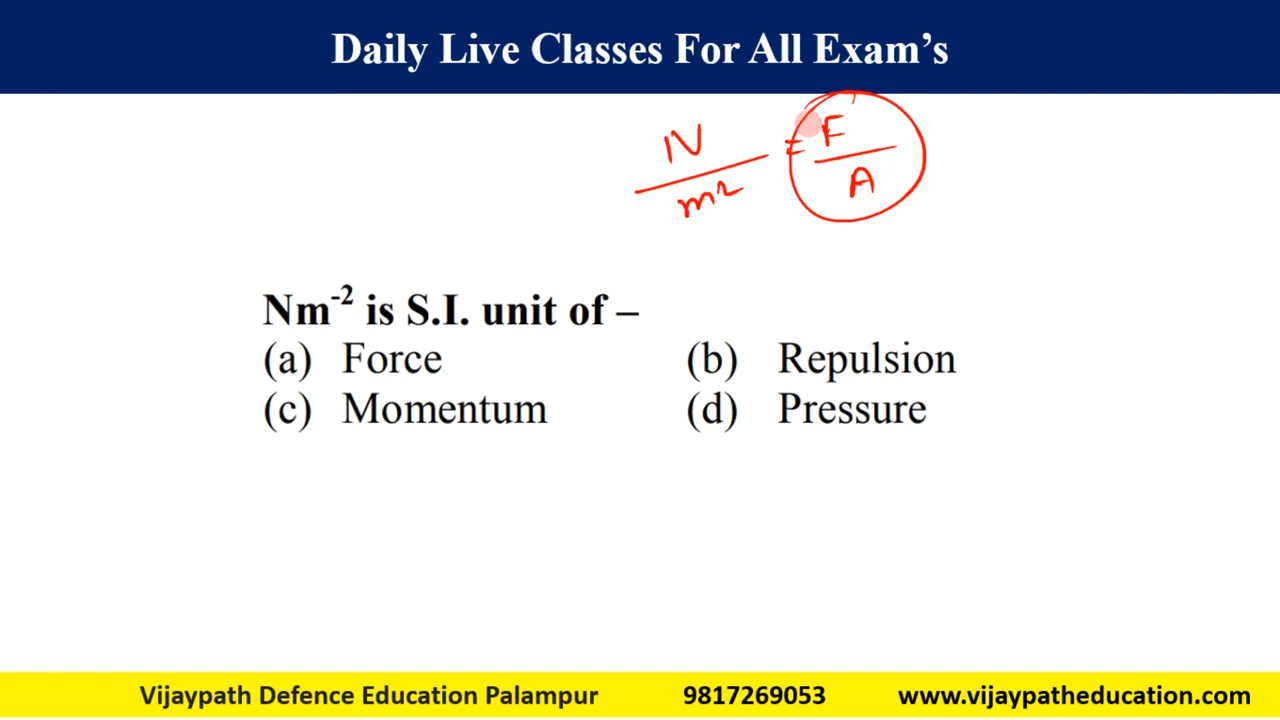 Daily Live Classes For All Exam’s
N/m² = F/A
Nm⁻² is S.I. unit of –
(a) Force (b) Repulsion
(c) Momentum (d) Pressure
Vijaypath Defence Education Palampur 9817269053 www.vijaypatheducation.com